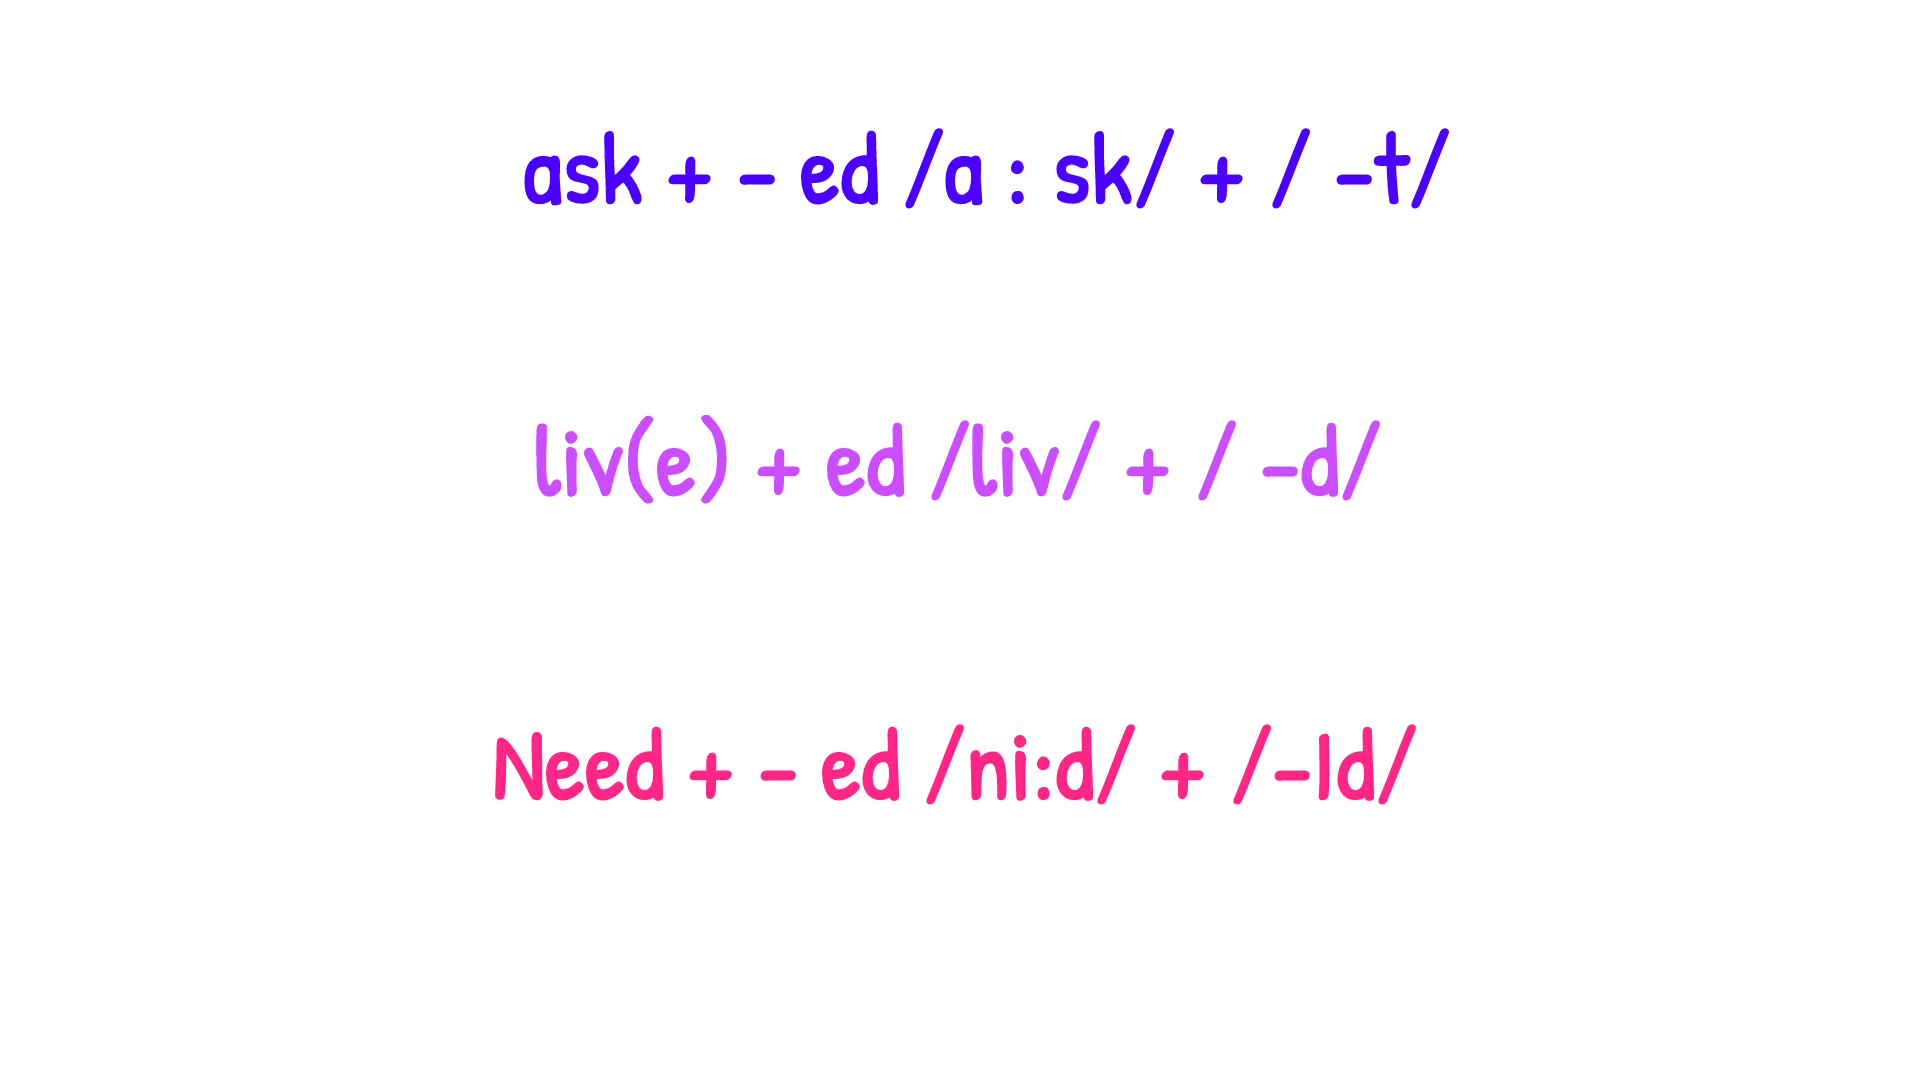 ask + - ed /a : sk/ + / -t/
liv(e) + ed /liv/ + / -d/
Need + - ed /ni:d/ + /-Id/